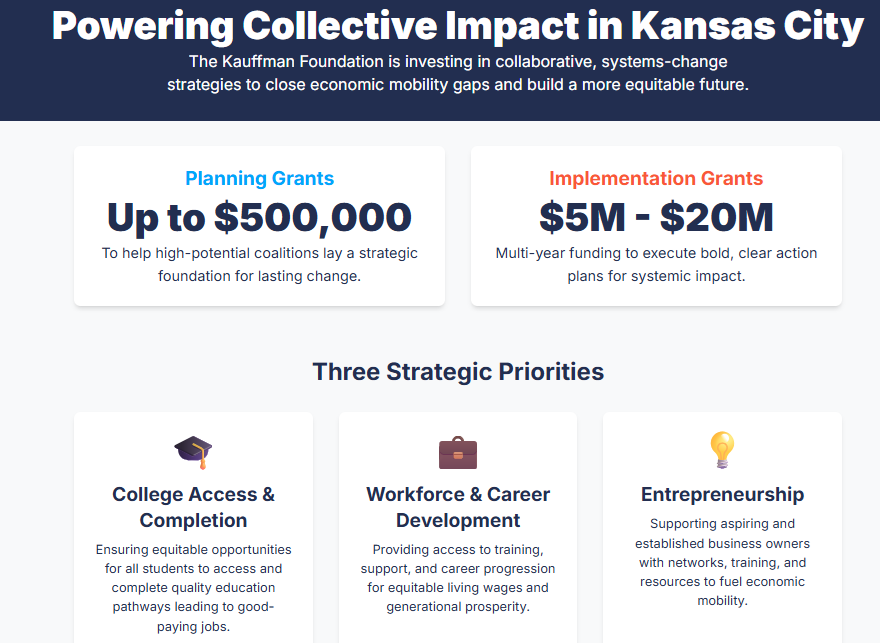 Powering Collective Impact in Kansas City
The Kauffman Foundation is investing in collaborative, systems-change
strategies to close economic mobility gaps and build a more equitable future.
Planning Grants
Up to $500,000
To help high-potential coalitions lay a strategic
foundation for lasting change.
Implementation Grants
$5M - $20M
Multi-year funding to execute bold, clear action
plans for systemic impact.
Three Strategic Priorities
College Access &
Completion
Ensuring equitable opportunities
for all students to access and
complete quality education
pathways leading to good-
paying jobs.
Workforce & Career
Development
Providing access to training,
support, and career progression
for equitable living wages and
generational prosperity.
Entrepreneurship
Supporting aspiring and
established business owners
with networks, training, and
resources to fuel economic
mobility.